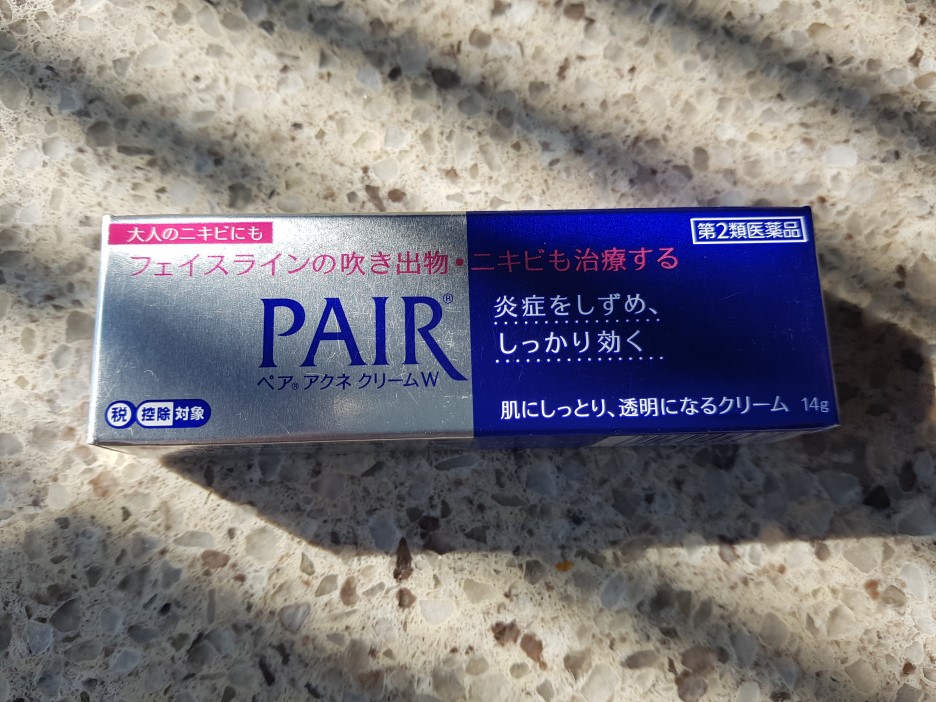 大人のニキビにも
第2類医薬品
フェイスラインの吹き出物・ニキビも治療する
PAIR®
ペア®アクネ クリームW
炎症をしずめ、
しっかり効く
税 控除対象
肌にしっとり、透明になるクリーム 14g